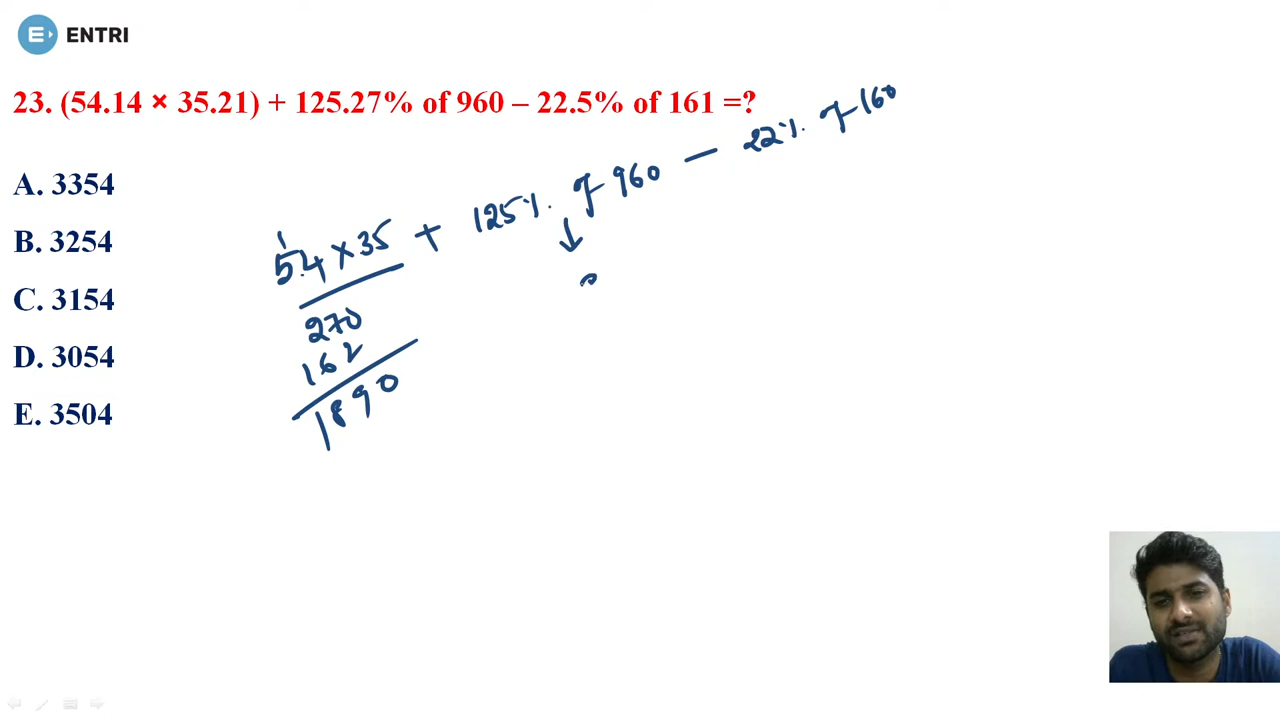 ENTRI
23. (54.14 × 35.21) + 125.27% of 960 – 22.5% of 161 =?
A. 3354
B. 3254
C. 3154
D. 3054
E. 3504
54 × 35 + 125% of 960 – 22% of 160
1
270
162
1890